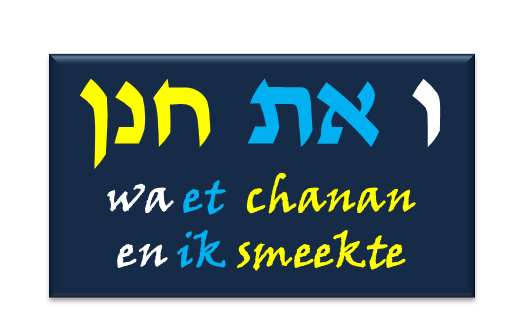 ו את חנן
wa et chanan
en ik smeekte